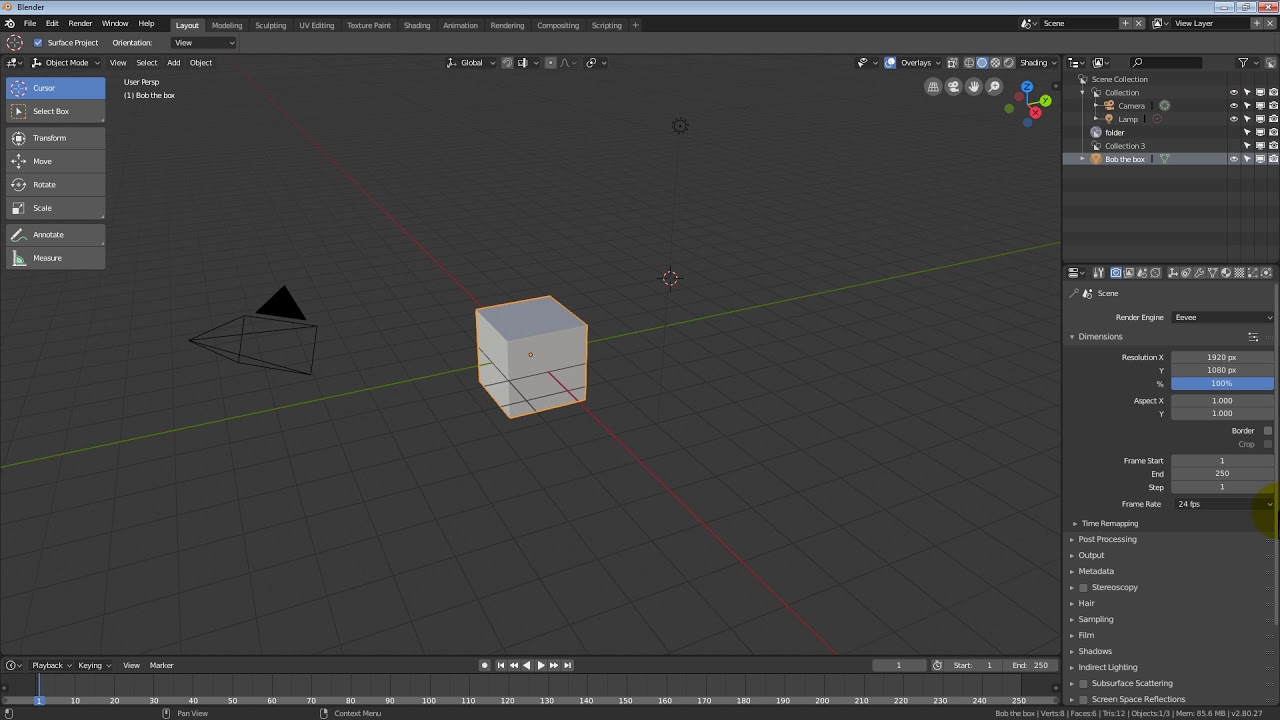 Blender
File Edit Render Window Help
Layout Modeling Sculpting UV Editing Texture Paint Shading Animation Rendering Compositing Scripting +
Scene
View Layer
Surface Project Orientation: View
Object Mode View Select Add Object
Global
Overlays
Shading
Cursor
Select Box
Transform
Move
Rotate
Scale
Annotate
Measure
User Persp
(1) Bob the box
Z
Y
X
Scene Collection
Collection
Camera
Lamp
folder
Collection 3
Bob the box
Scene
Render Engine Eevee
Dimensions
Resolution X 1920 px
Y 1080 px
% 100%
Aspect X 1.000
Y 1.000
Border
Crop
Frame Start 1
End 250
Step 1
Frame Rate 24 fps
Time Remapping
Post Processing
Output
Metadata
Stereoscopy
Hair
Sampling
Film
Shadows
Indirect Lighting
Subsurface Scattering
Screen Space Reflections
Playback Keying View Marker
1 Start: 1 End: 250
1 10 20 30 40 50 60 70 80 90 100 110 120 130 140 150 160 170 180 190 200 210 220 230 240 250
Pan View Context Menu
Bob the box | Verts:8 | Faces:6 | Tris:12 | Objects:1/3 | Mem: 85.6 MB | v2.80.27